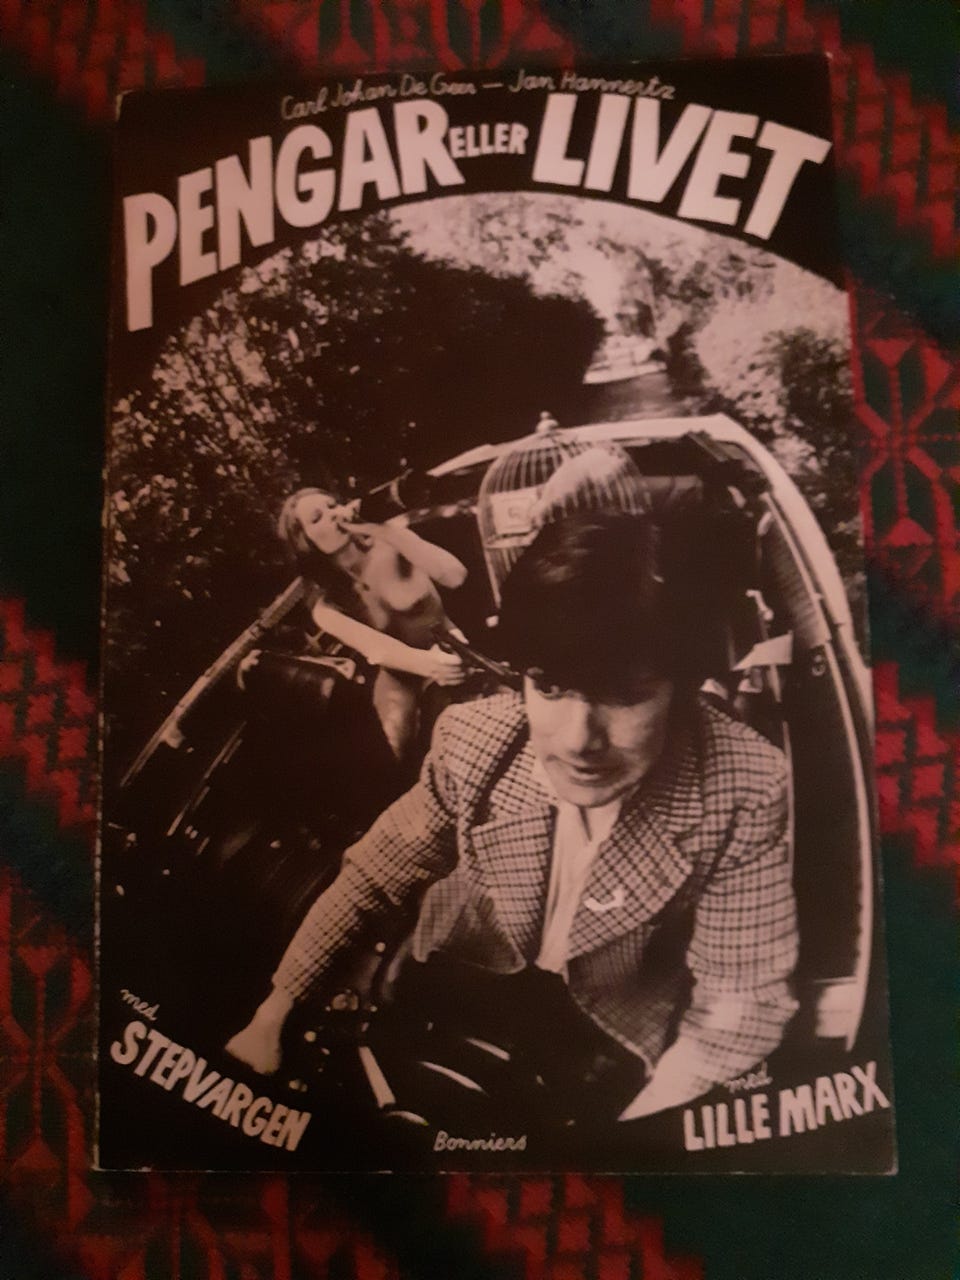 Carl Johan De Geer — Jan Hannertz
PENGAR ELLER LIVET
med
STEPVARGEN
med
LILLE MARX
Bonniers